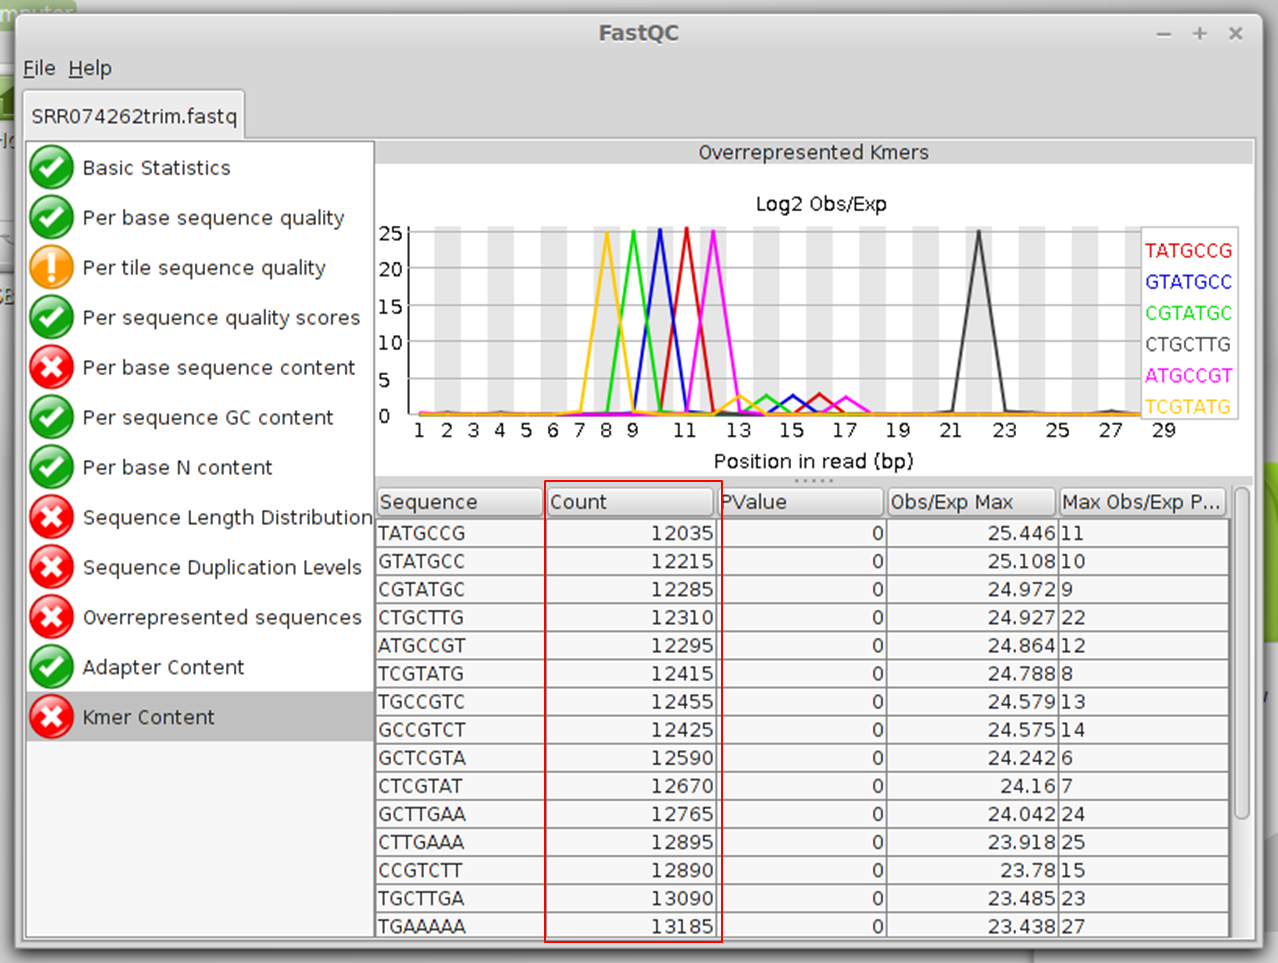 FastQC
File Help
SRR074262trim.fastq
Basic Statistics
Per base sequence quality
Per tile sequence quality
Per sequence quality scores
Per base sequence content
Per sequence GC content
Per base N content
Sequence Length Distribution
Sequence Duplication Levels
Overrepresented sequences
Adapter Content
Kmer Content
Overrepresented Kmers
Log2 Obs/Exp
25
20
15
10
5
0
1 2 3 4 5 6 7 8 9 11 13 15 17 19 21 23 25 27 29
Position in read (bp)
TATGCCG
GTATGCC
CGTATGC
CTGCTTG
ATGCCGT
TCGTATG
Sequence Count PValue Obs/Exp Max Max Obs/Exp P...
TATGCCG 12035 0 25.446 11
GTATGCC 12215 0 25.108 10
CGTATGC 12285 0 24.972 9
CTGCTTG 12310 0 24.927 22
ATGCCGT 12295 0 24.864 12
TCGTATG 12415 0 24.788 8
TGCCGTC 12455 0 24.579 13
GCCGTCT 12425 0 24.575 14
GCTCGTA 12590 0 24.242 6
CTCGTAT 12670 0 24.16 7
GCTTGAA 12765 0 24.042 24
CTTGAAA 12895 0 23.918 25
CCGTCTT 12890 0 23.78 15
TGCTTGA 13090 0 23.485 23
TGAAAAA 13185 0 23.438 27